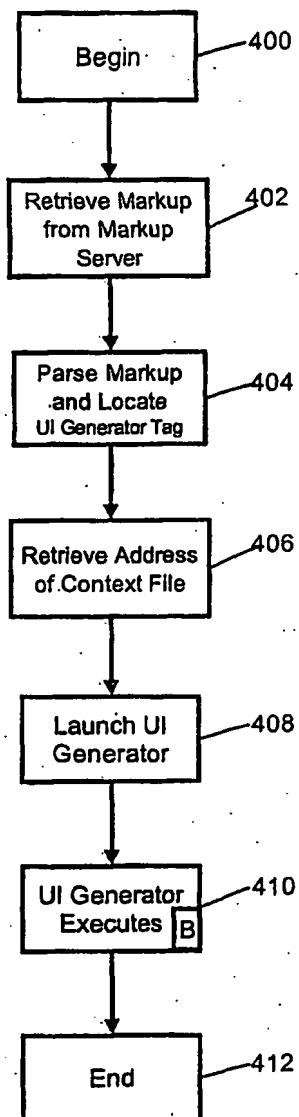 Begin
400
Retrieve Markup
from Markup
Server
402
Parse Markup
and Locate
UI Generator Tag
404
Retrieve Address
of Context File
406
Launch UI
Generator
408
UI Generator
Executes
B
410
End
412